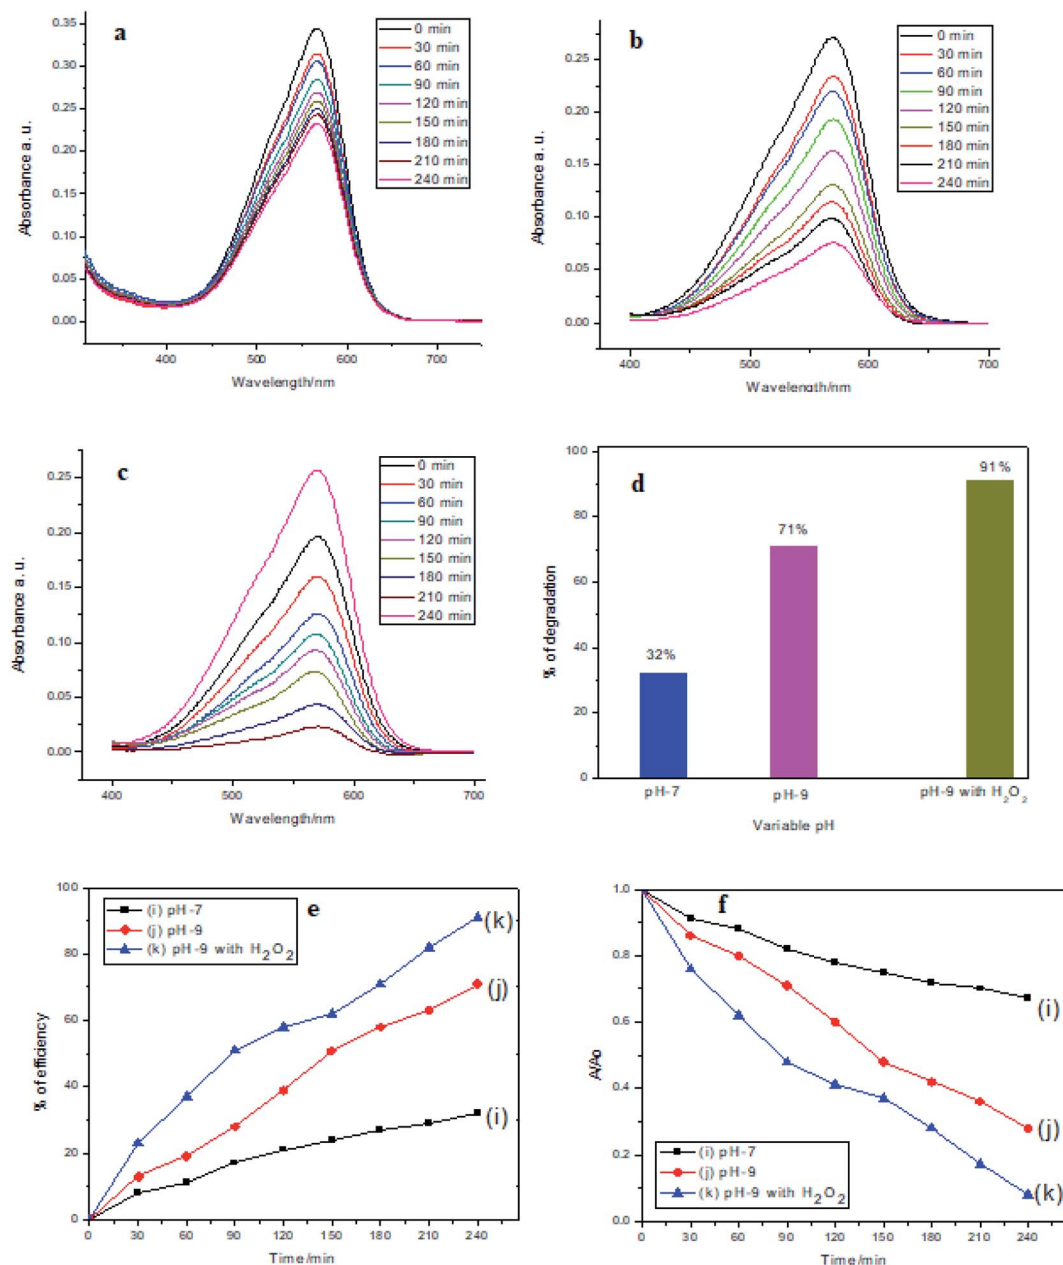 a
0.35
0.30
0.25
0.20
0.15
0.10
0.05
0.00
Absorbance a. u.
400 500 600 700
Wavelength/nm
0 min
30 min
60 min
90 min
120 min
150 min
180 min
210 min
240 min
b
0.25
0.20
0.15
0.10
0.05
0.00
Absorbance a. u.
400 500 600 700
Wavelength/nm
0 min
30 min
60 min
90 min
120 min
150 min
180 min
210 min
240 min
c
0.25
0.20
0.15
0.10
0.05
0.00
Absorbance a. u.
400 500 600 700
Wavelength/nm
0 min
30 min
60 min
90 min
120 min
150 min
180 min
210 min
240 min
d
100
80
60
40
20
0
% of degradation
32%
71%
91%
pH-7 pH-9 pH-9 with H₂O₂
Variable pH
e
100
80
60
40
20
0
% of efficiency
(i) pH-7
(j) pH-9
(k) pH-9 with H₂O₂
(k)
(j)
(i)
0 30 60 90 120 150 180 210 240
Time/min
f
1.0
0.8
0.6
0.4
0.2
0.0
A/A₀
(i)
(j)
(k)
(i) pH-7
(j) pH-9
(k) pH-9 with H₂O₂
0 30 60 90 120 150 180 210 240
Time/min